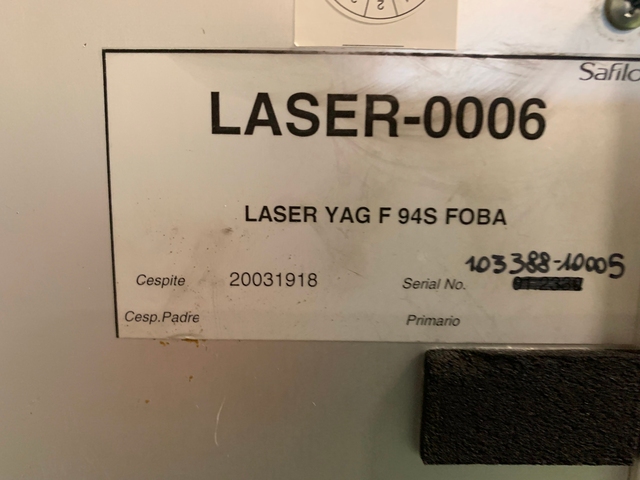 Safilo
LASER-0006
LASER YAG F 94S FOBA
Cespite 20031918 Serial No. 103388-10005
Cesp.Padre Primario